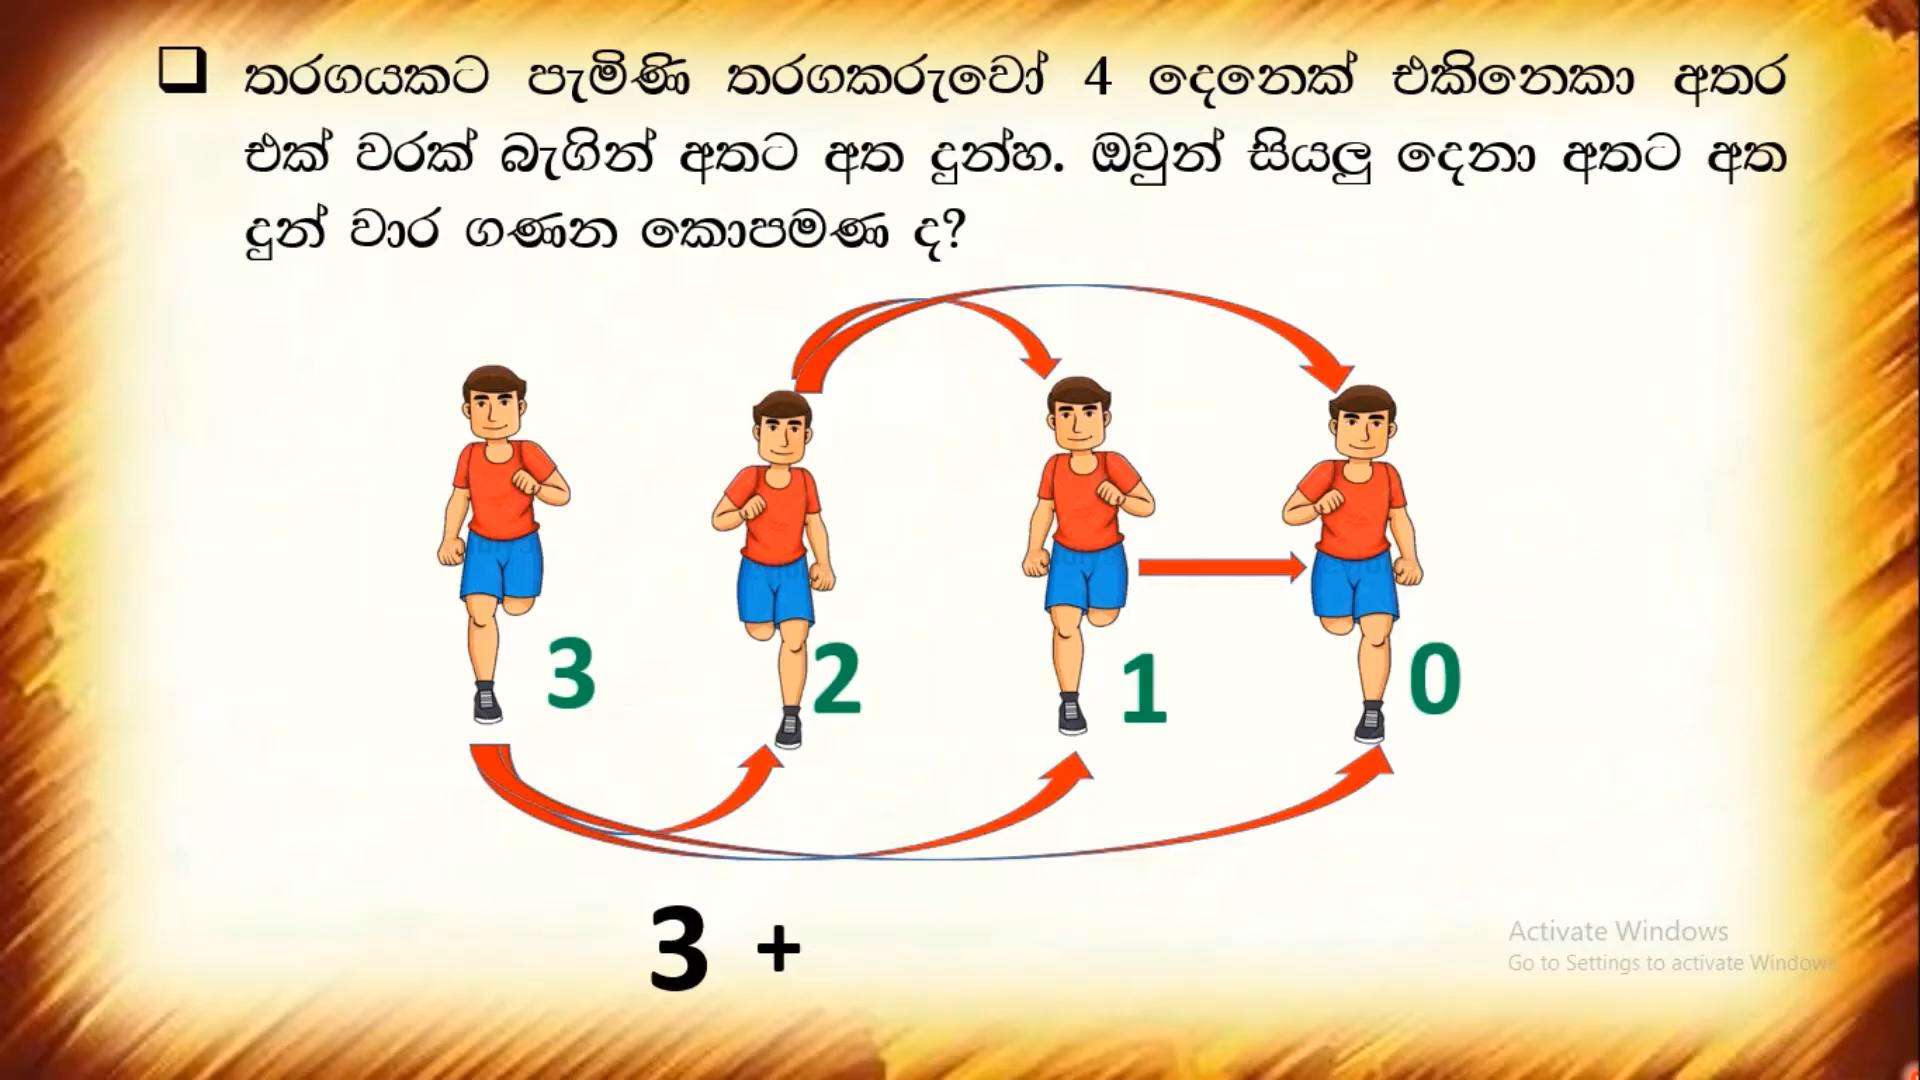 තරගයකට පැමිණි තරගකරුවෝ 4 දෙනෙක් එකිනෙකා අතර
එක් වරක් බැගින් අතට අත දුන්හ. ඔවුන් සියලු දෙනා අතට අත
දුන් වාර ගණන කොපමණ ද?
3 2 1 0
3 +
Activate Windows
Go to Settings to activate Windows